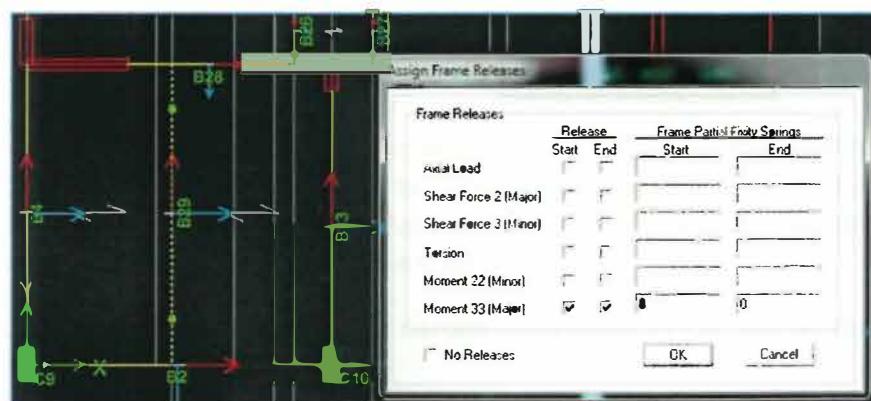 B26
B27
B28
Assign Frame Releases
Frame Releases
Release Frame Partial Fixity Springs
Start End Start End
Axial Load
Shear Force 2 (Major)
Shear Force 3 (Minor)
Torsion
Moment 22 (Minor)
Moment 33 (Major) 0
No Releases OK Cancel
B4
B29
B 3
C9
B2
C10